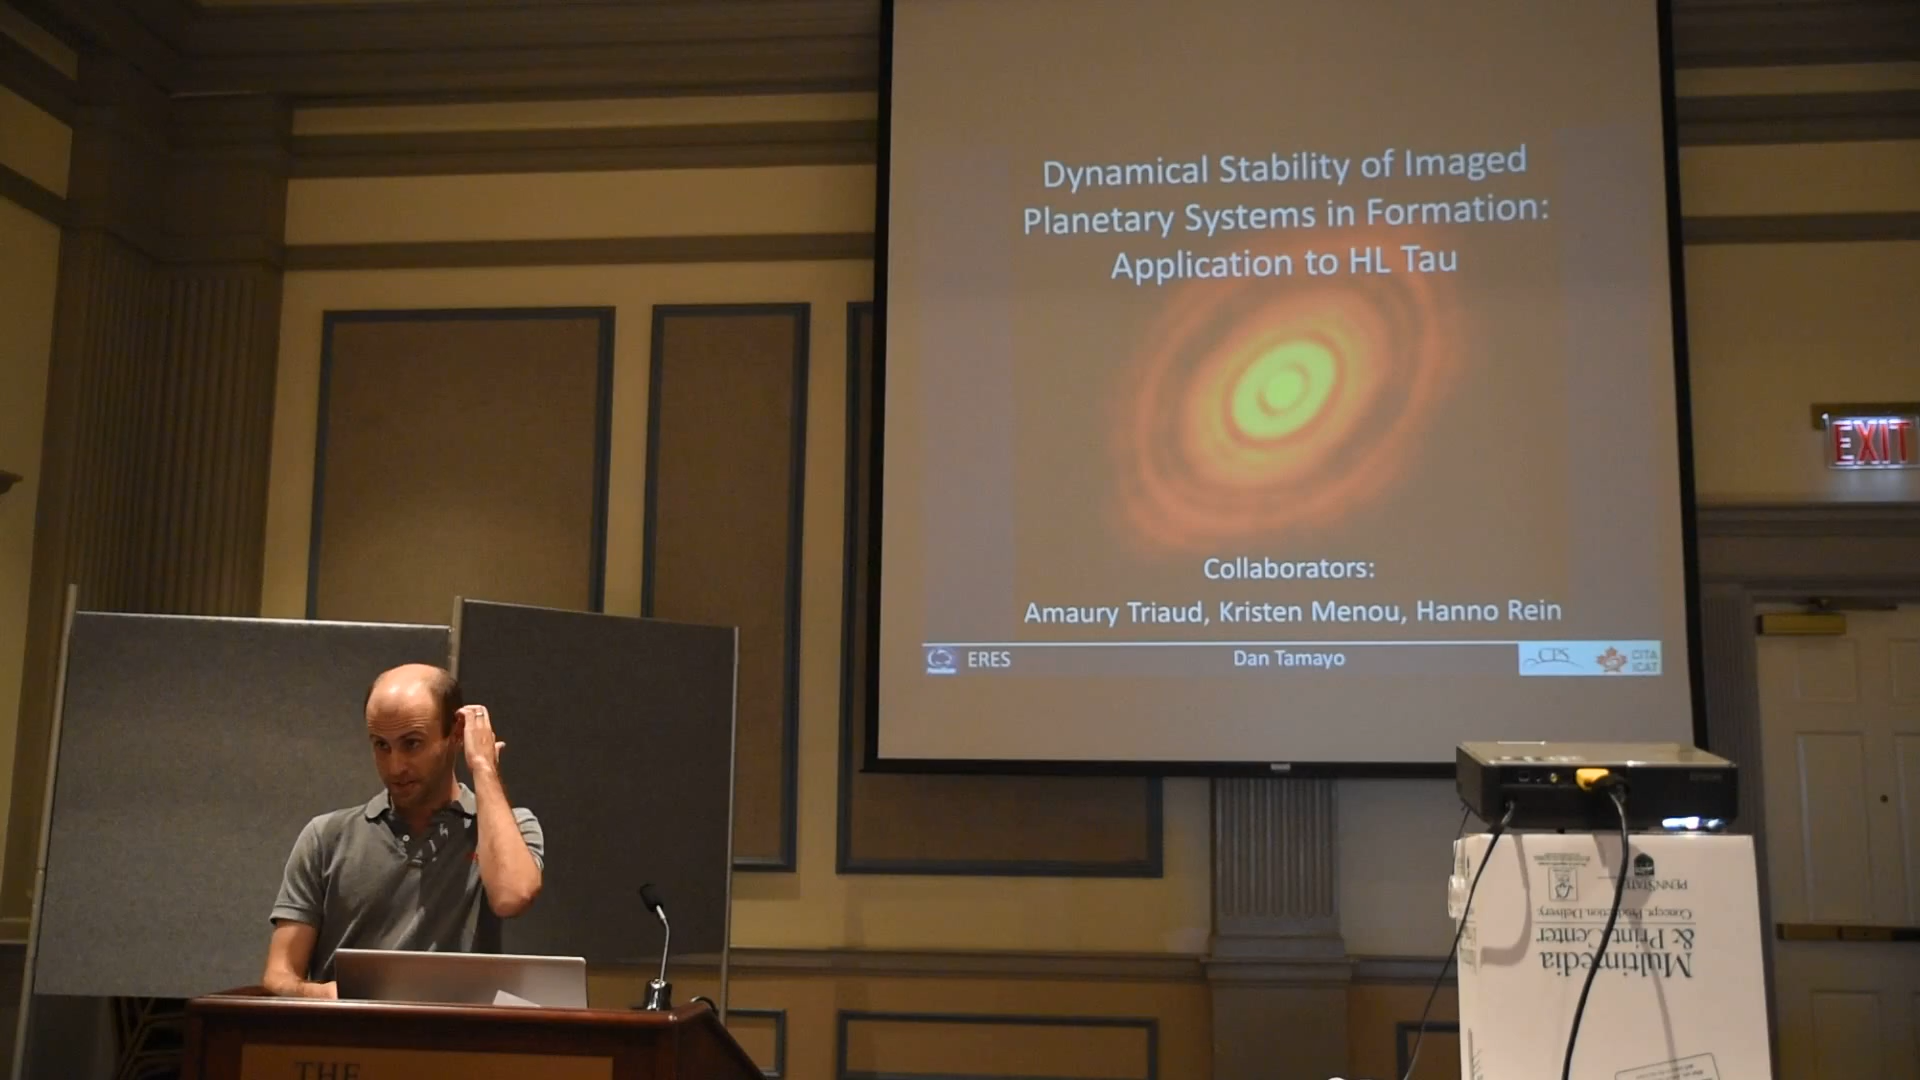 Dynamical Stability of Imaged
Planetary Systems in Formation:
Application to HL Tau
Collaborators:
Amaury Triaud, Kristen Menou, Hanno Rein
ERES
Dan Tamayo
CPS
CITA
ICAT
EXIT
PENNSTATE
Concept. Production. Delivery.
Multimedia
& Print Center
THE